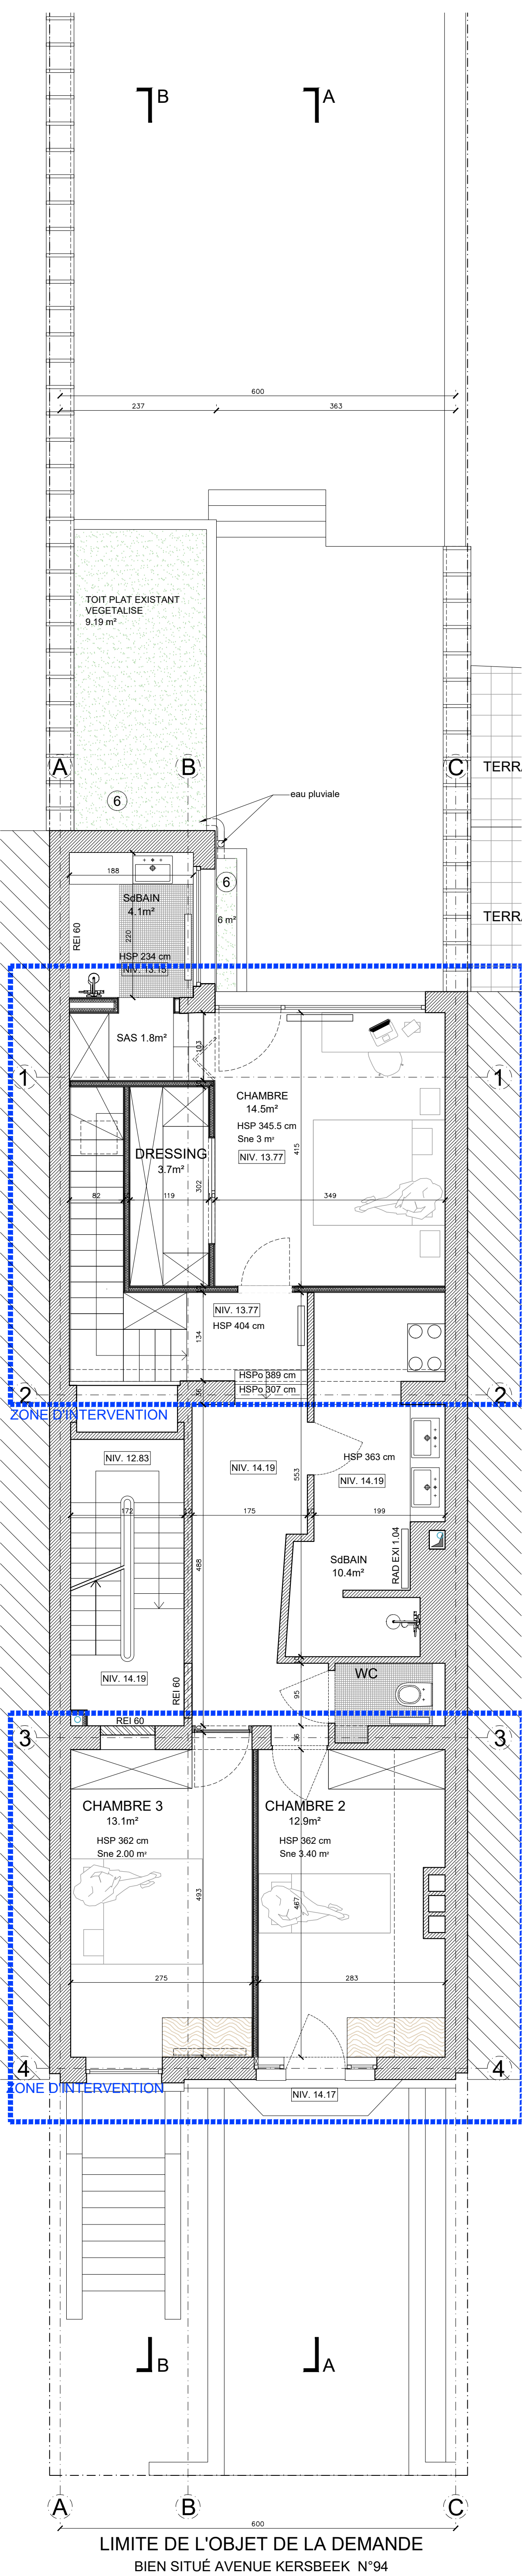 B
A
600
237
363
TOIT PLAT EXISTANT
VEGETALISE
9.19 m²
A
B
C
TERR
6
eau pluviale
6
188
SdBAIN
4.1m²
220
REI 60
6 m²
TERR
HSP 234 cm
NIV. 13.15
SAS 1.8m²
103
1
1
CHAMBRE
14.5m²
HSP 345.5 cm
Sne 3 m²
415
DRESSING
3.7m²
NIV. 13.77
302
82
119
349
NIV. 13.77
HSP 404 cm
134
HSPo 389 cm
36
HSPo 307 cm
2
2
ZONE D'INTERVENTION
NIV. 12.83
HSP 363 cm
NIV. 14.19
553
NIV. 14.19
172
12
175
199
RAD EXI 1.04
SdBAIN
10.4m²
488
NIV. 14.19
REI 60
WC
95
REI 60
3
36
3
CHAMBRE 3
13.1m²
HSP 362 cm
Sne 2.00 m²
CHAMBRE 2
12.9m²
HSP 362 cm
Sne 3.40 m²
493
467
275
283
4
4
ZONE D'INTERVENTION
NIV. 14.17
B
A
A
B
C
600
LIMITE DE L'OBJET DE LA DEMANDE
BIEN SITUÉ AVENUE KERSBEEK N°94